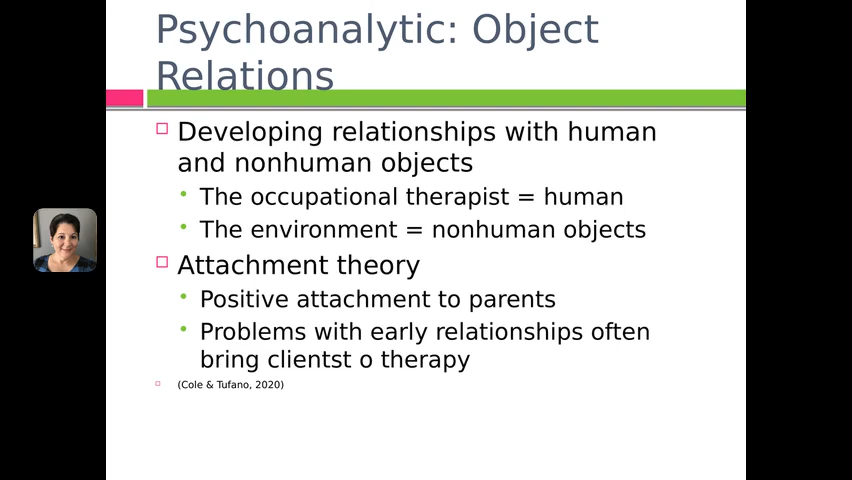 Psychoanalytic: Object
Relations
Developing relationships with human
and nonhuman objects
The occupational therapist = human
The environment = nonhuman objects
Attachment theory
Positive attachment to parents
Problems with early relationships often
bring clientst o therapy
(Cole & Tufano, 2020)